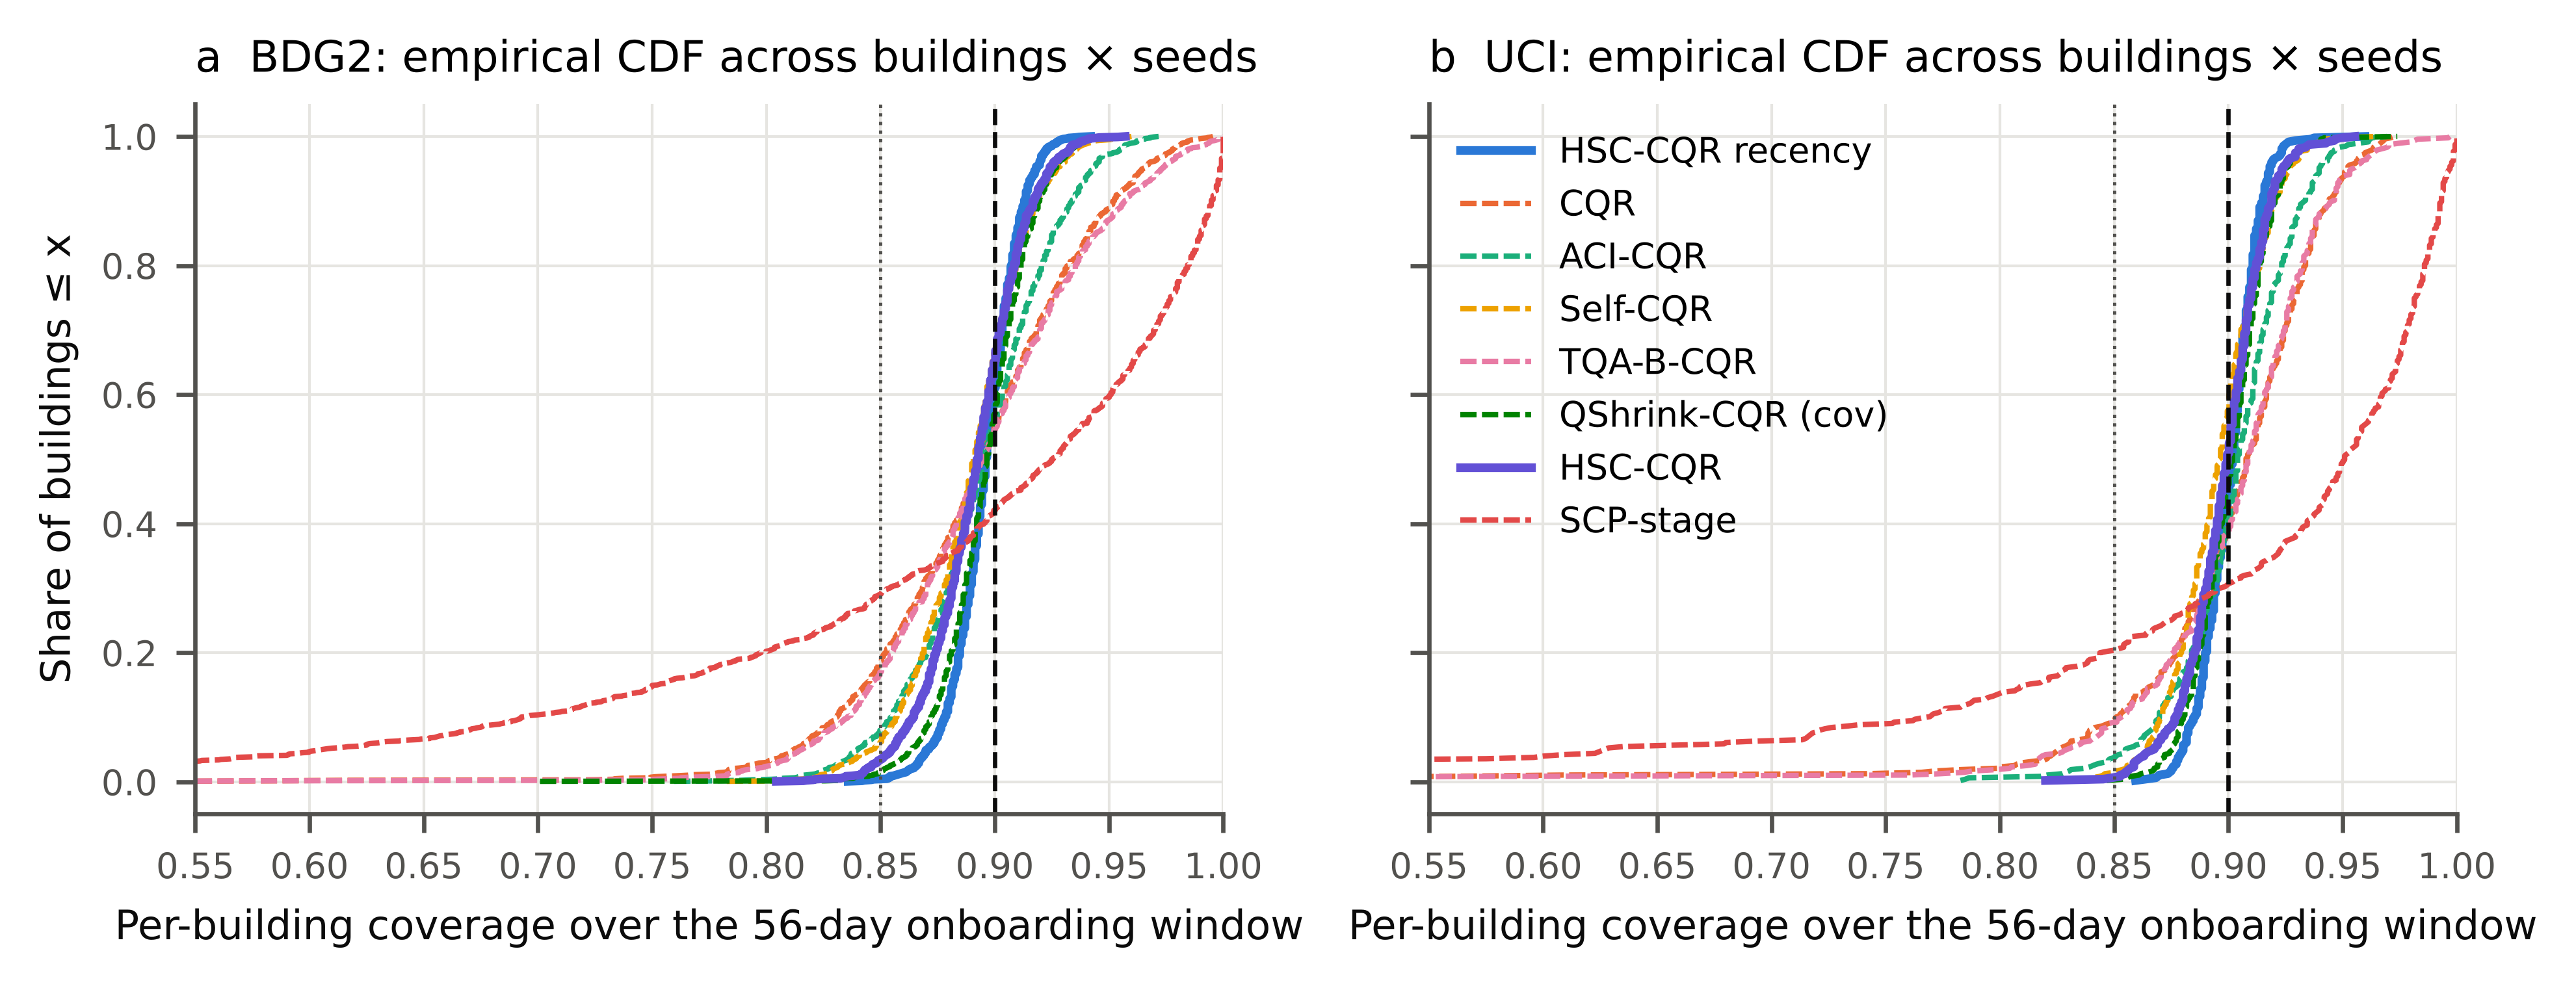 a BDG2: empirical CDF across buildings × seeds
Share of buildings ≤ x
1.0
0.8
0.6
0.4
0.2
0.0
0.55 0.60 0.65 0.70 0.75 0.80 0.85 0.90 0.95 1.00
Per-building coverage over the 56-day onboarding window
b UCI: empirical CDF across buildings × seeds
HSC-CQR recency
CQR
ACI-CQR
Self-CQR
TQA-B-CQR
QShrink-CQR (cov)
HSC-CQR
SCP-stage
0.55 0.60 0.65 0.70 0.75 0.80 0.85 0.90 0.95 1.00
Per-building coverage over the 56-day onboarding window